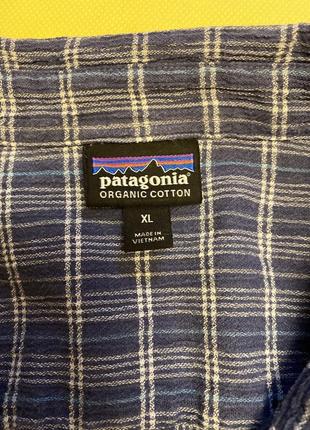 patagonia
ORGANIC COTTON
XL
MADE IN
VIETNAM